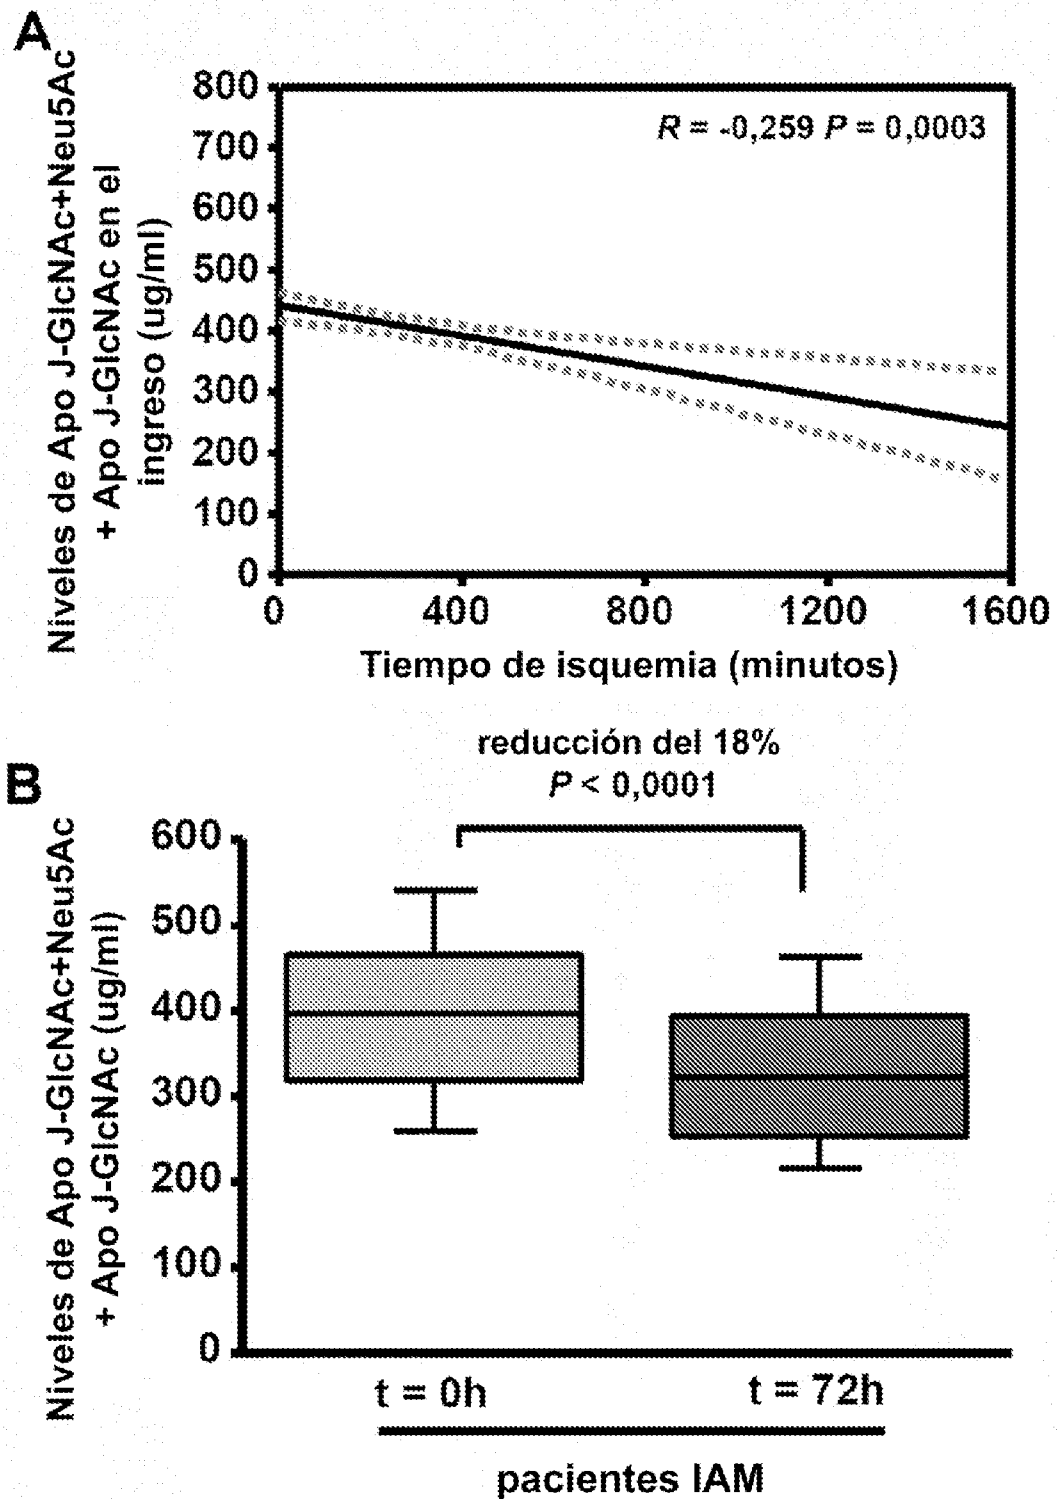 A
Niveles de Apo J-GlcNAc+Neu5Ac
+ Apo J-GlcNAc en el
ingreso (ug/ml)
800
700
600
500
400
300
200
100
0
R = -0,259 P = 0,0003
0 400 800 1200 1600
Tiempo de isquemia (minutos)
B
reducción del 18%
P < 0,0001
Niveles de Apo J-GlcNAc+Neu5Ac
+ Apo J-GlcNAc (ug/ml)
600
500
400
300
200
100
0
t = 0h t = 72h
pacientes IAM